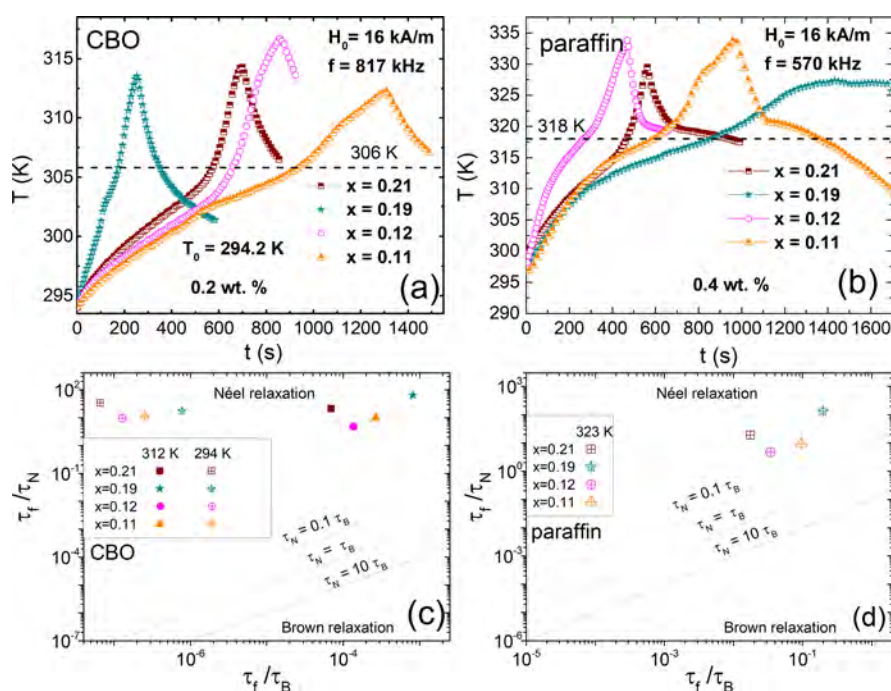 CBO
H₀= 16 kA/m
f = 817 kHz
306 K
x = 0.21
x = 0.19
x = 0.12
x = 0.11
T₀ = 294.2 K
0.2 wt. %
(a)
315
310
305
300
295
T (K)
0 200 400 600 800 1000 1200 1400
t (s)
paraffin
H₀= 16 kA/m
f = 570 kHz
318 K
x = 0.21
x = 0.19
x = 0.12
x = 0.11
0.4 wt. %
(b)
335
330
325
320
315
310
305
300
295
290
T (K)
0 200 400 600 800 1000 1200 1400 1600
t (s)
Néel relaxation
312 K 294 K
x=0.21
x=0.19
x=0.12
x=0.11
τN = 0.1 τB
τN = τB
τN = 10 τB
CBO
Brown relaxation
(c)
10²
10⁻¹
10⁻⁴
10⁻⁷
τf/τN
10⁻⁶ 10⁻⁴
τf/τB
Néel relaxation
323 K
x=0.21
x=0.19
x=0.12
x=0.11
τN = 0.1 τB
τN = τB
τN = 10 τB
paraffin
Brown relaxation
(d)
10³
10⁰
10⁻³
10⁻⁶
τf/τN
10⁻⁵ 10⁻³ 10⁻¹
τf/τB